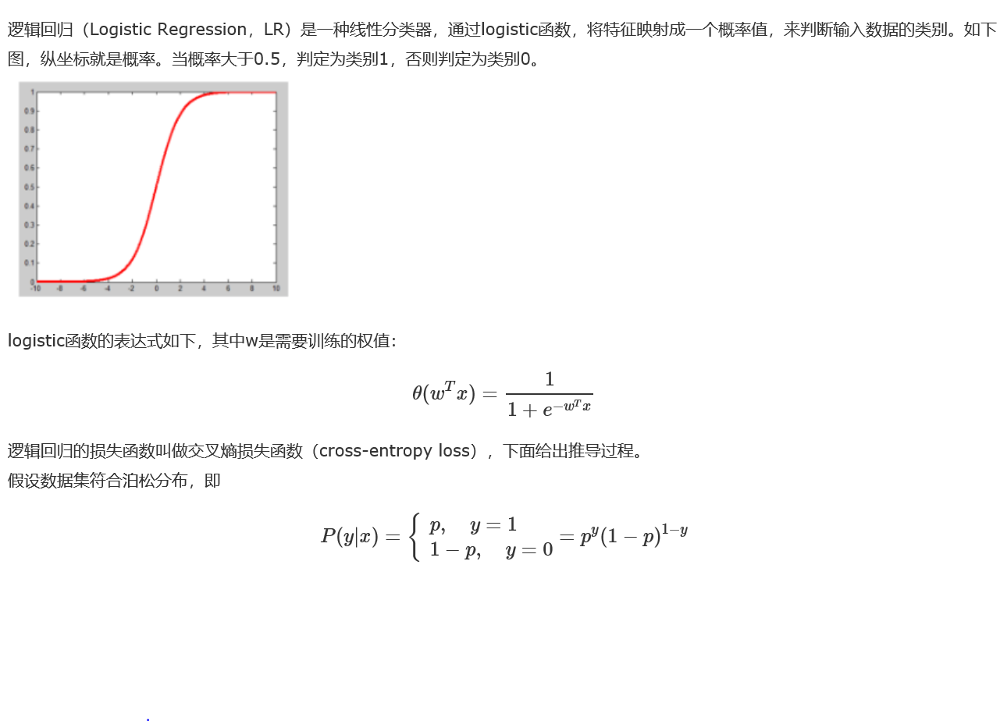 逻辑回归（Logistic Regression，LR）是一种线性分类器，通过logistic函数，将特征映射成一个概率值，来判断输入数据的类别。如下
图，纵坐标就是概率。当概率大于0.5，判定为类别1，否则判定为类别0。
1
0.9
0.8
0.7
0.6
0.5
0.4
0.3
0.2
0.1
0
-10 -8 -6 -4 -2 0 2 4 6 8 10
logistic函数的表达式如下，其中w是需要训练的权值：
θ(w^T x) = 1 / (1 + e^{-w^T x})
逻辑回归的损失函数叫做交叉熵损失函数（cross-entropy loss），下面给出推导过程。
假设数据集符合泊松分布，即
P(y|x) = { p, y = 1
1 − p, y = 0 = p^y (1 − p)^{1−y}